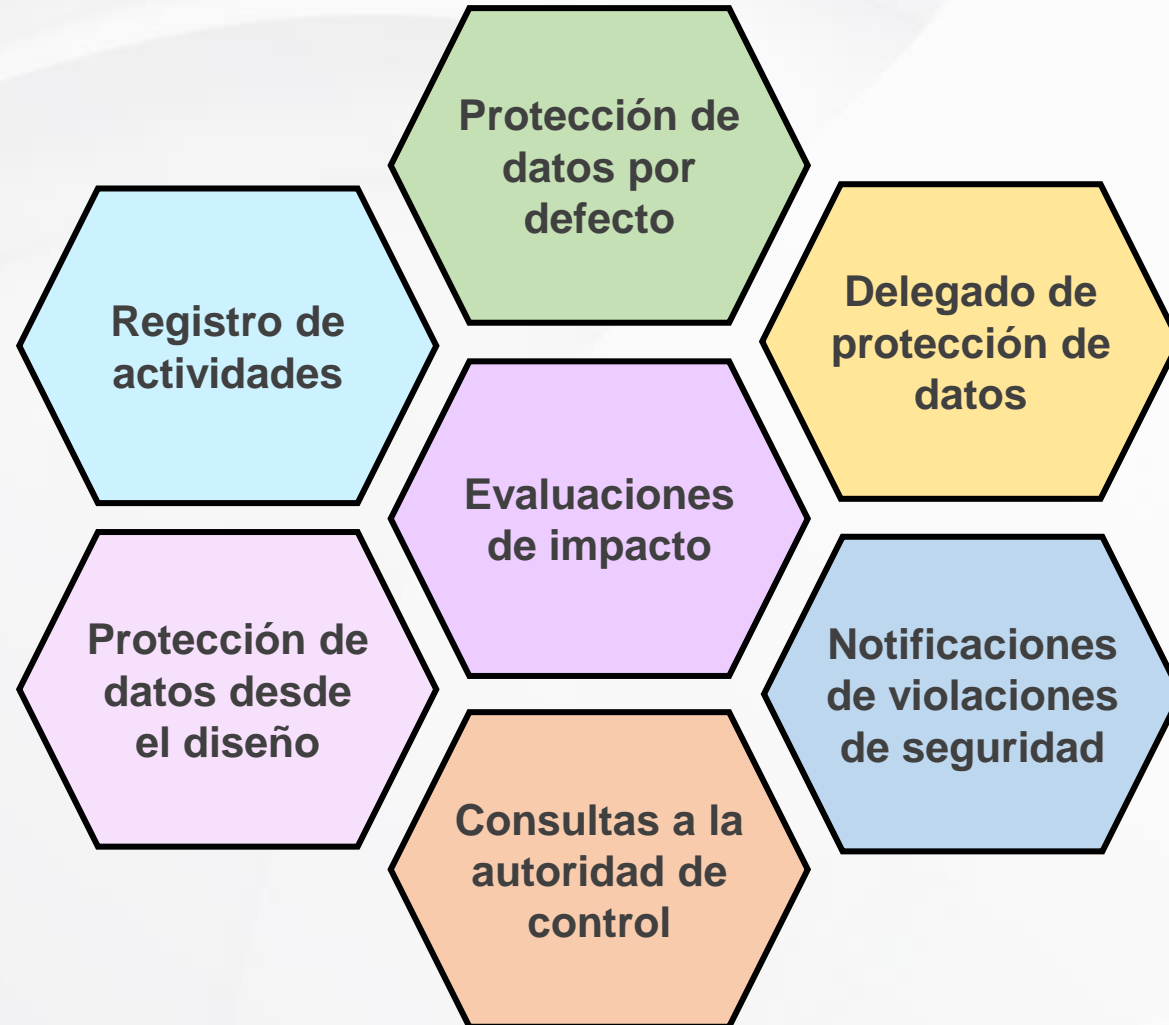 Protección de
datos por
defecto
Registro de
actividades
Delegado de
protección de
datos
Evaluaciones
de impacto
Protección de
datos desde
el diseño
Notificaciones
de violaciones
de seguridad
Consultas a la
autoridad de
control